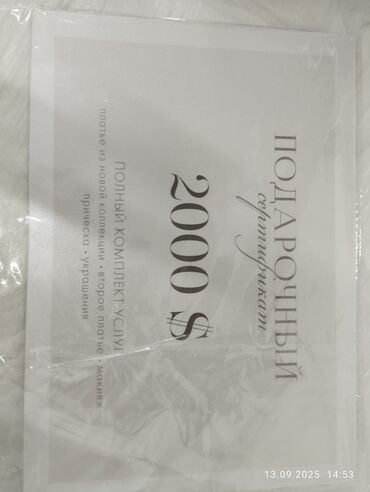 ПОДАРОЧНЫЙ
сертификат
2000 $
ПОЛНЫЙ КОМПЛЕКТ УСЛУГ
платье из новой коллекции • второе платье • макияж
прическа • украшения
13.09.2025 14:53